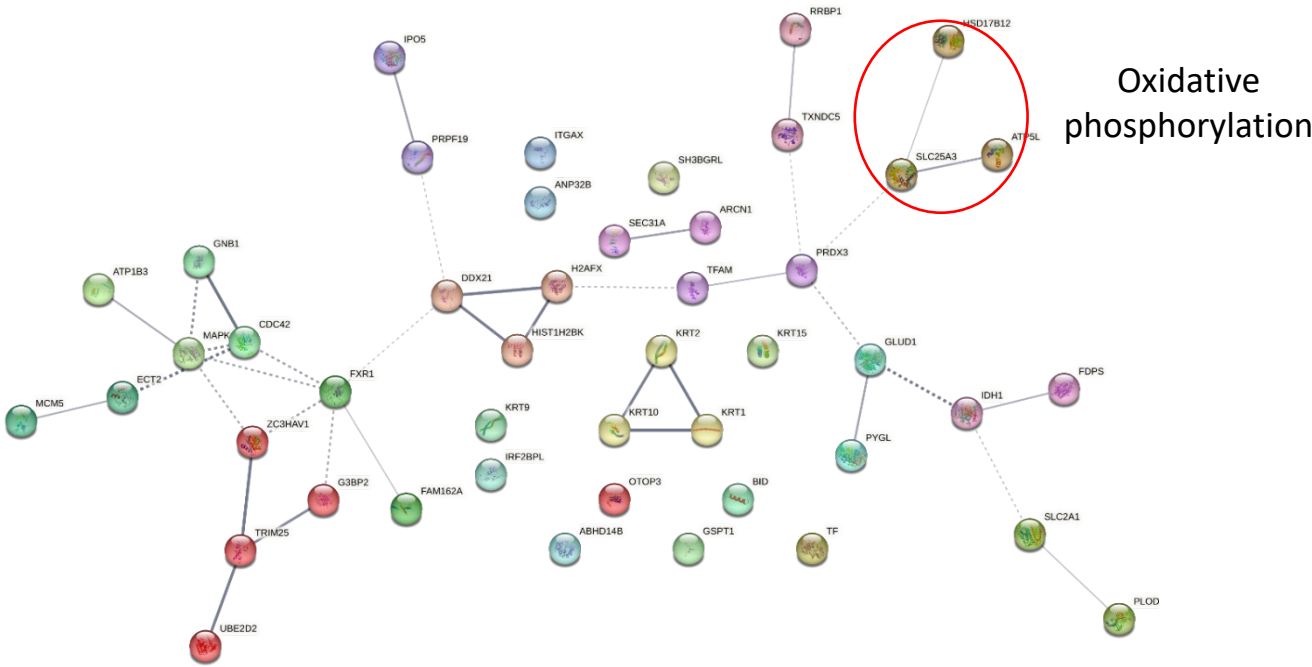 RRBP1
HSD17B12
IPO5
Oxidative
phosphorylation
TXNDC5
ATP5L
PRPF19
ITGAX
SH3BGRL
SLC25A3
ANP32B
ARCN1
SEC31A
GNB1
PRDX3
ATP1B3
DDX21
H2AFX
TFAM
MAPK
CDC42
HIST1H2BK
KRT2
KRT15
GLUD1
ECT2
FXR1
FDPS
IDH1
MCM5
ZC3HAV1
KRT9
KRT10
KRT1
PYGL
IRF2BPL
G3BP2
FAM162A
OTOP3
BID
TRIM25
ABHD14B
GSPT1
TF
SLC2A1
UBE2D2
PLOD